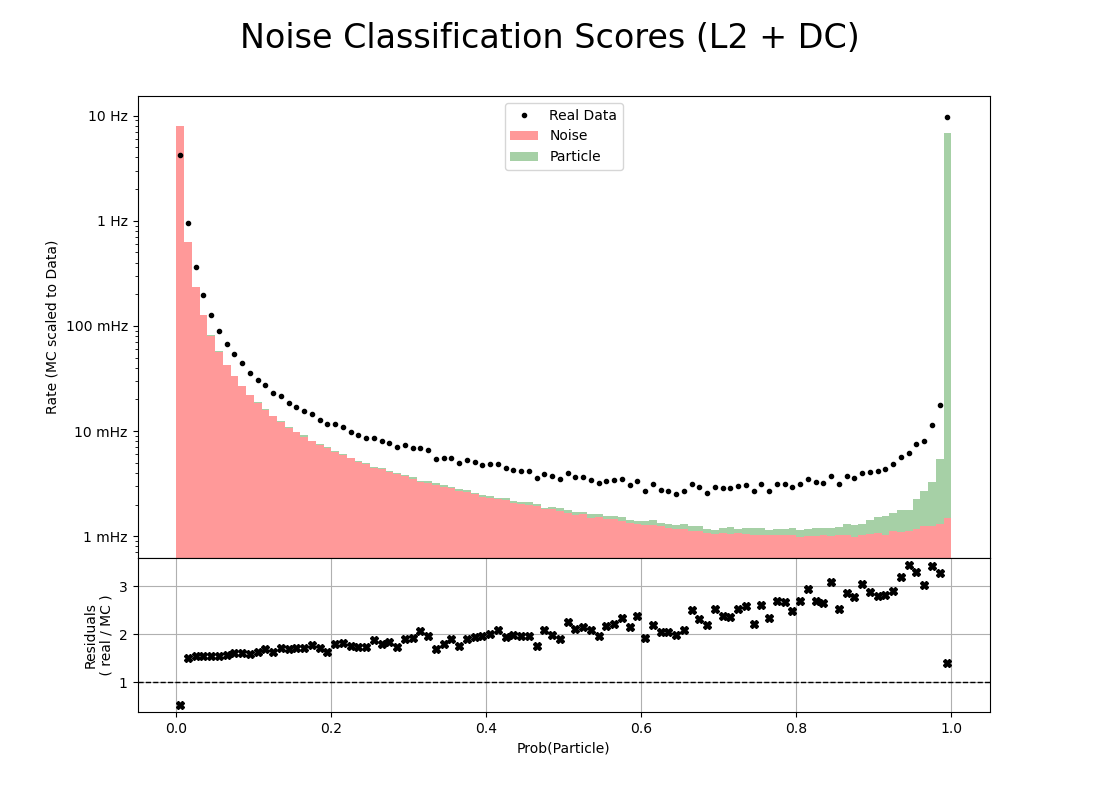 Noise Classification Scores (L2 + DC)
Rate (MC scaled to Data)
10 Hz
1 Hz
100 mHz
10 mHz
1 mHz
Real Data
Noise
Particle
Residuals
( real / MC )
3
2
1
0.0 0.2 0.4 0.6 0.8 1.0
Prob(Particle)